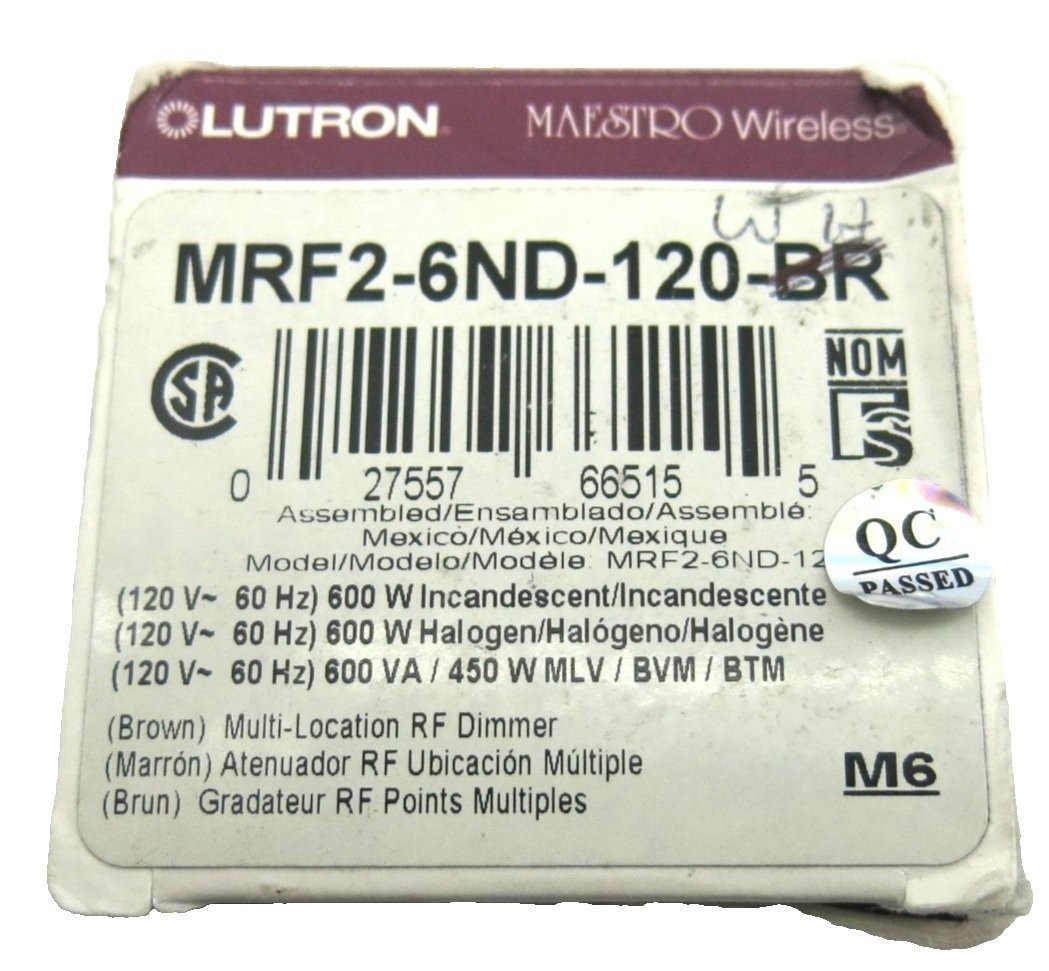 LUTRON MAESTRO Wireless
WH
MRF2-6ND-120-BR
SA NOM
0 27557 66515 5
Assembled/Ensamblado/Assemblé:
Mexico/México/Mexique
Model/Modelo/Modèle: MRF2-6ND-12
QC
PASSED
(120 V~ 60 Hz) 600 W Incandescent/Incandescente
(120 V~ 60 Hz) 600 W Halogen/Halógeno/Halogène
(120 V~ 60 Hz) 600 VA / 450 W MLV / BVM / BTM
(Brown) Multi-Location RF Dimmer
(Marrón) Atenuador RF Ubicación Múltiple
(Brun) Gradateur RF Points Multiples
M6